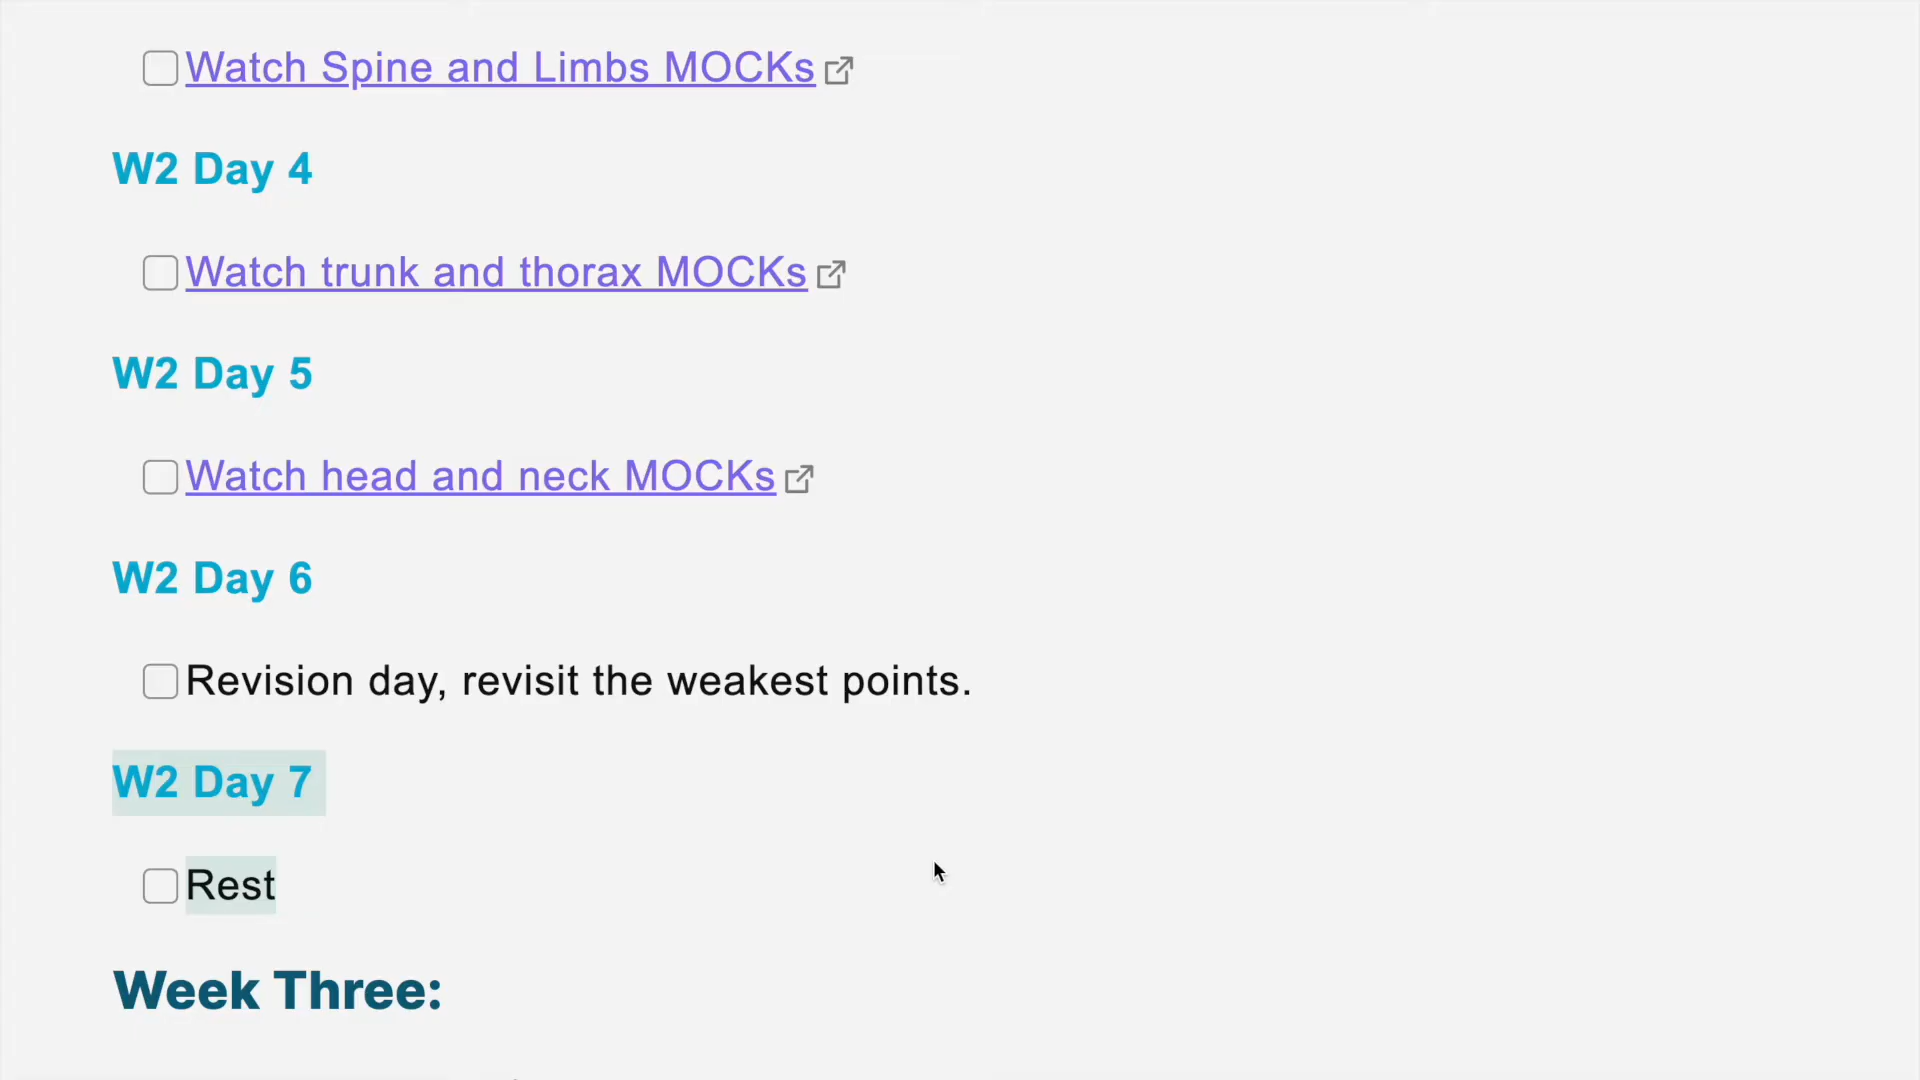 Watch Spine and Limbs MOCKs
W2 Day 4
Watch trunk and thorax MOCKs
W2 Day 5
Watch head and neck MOCKs
W2 Day 6
Revision day, revisit the weakest points.
W2 Day 7
Rest
Week Three: